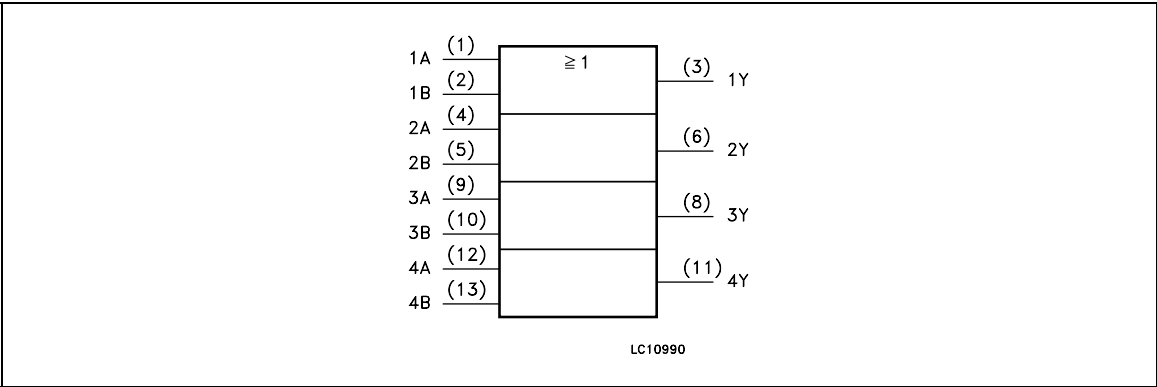 1A (1) ≧ 1 (3) 1Y
1B (2)
2A (4) (6) 2Y
2B (5)
3A (9) (8) 3Y
3B (10)
4A (12) (11) 4Y
4B (13)
LC10990